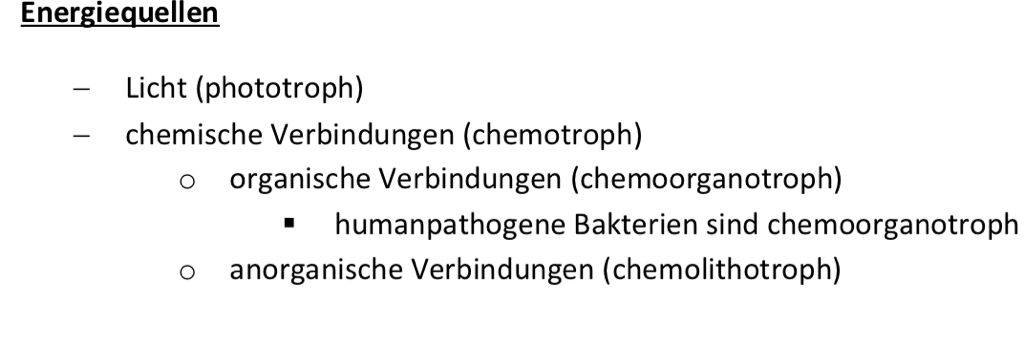 Energiequellen
– Licht (phototroph)
– chemische Verbindungen (chemotroph)
o organische Verbindungen (chemoorganotroph)
▪ humanpathogene Bakterien sind chemoorganotroph
o anorganische Verbindungen (chemolithotroph)